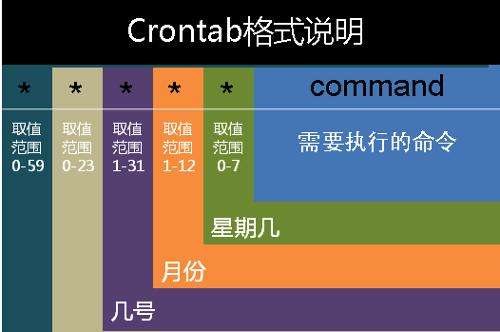 Crontab格式说明
* * * * * command
取值 取值 取值 取值 取值 需要执行的命令
范围 范围 范围 范围 范围
0-59 0-23 1-31 1-12 0-7
星期几
月份
几号